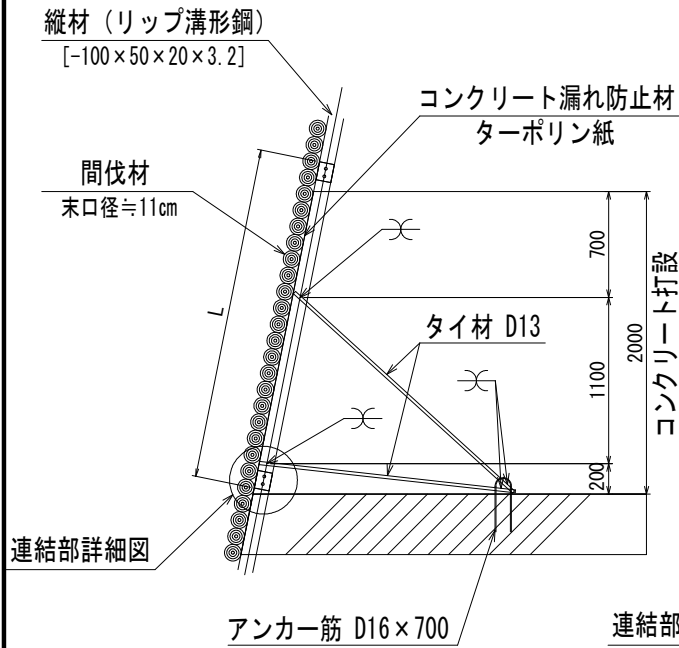 縦材（リップ溝形鋼）
[-100×50×20×3.2]
コンクリート漏れ防止材
ターポリン紙
間伐材
末口径≒11cm
L
タイ材 D13
700
1100
200
2000
コンクリート打設
連結部詳細図
アンカー筋 D16×700
連結部